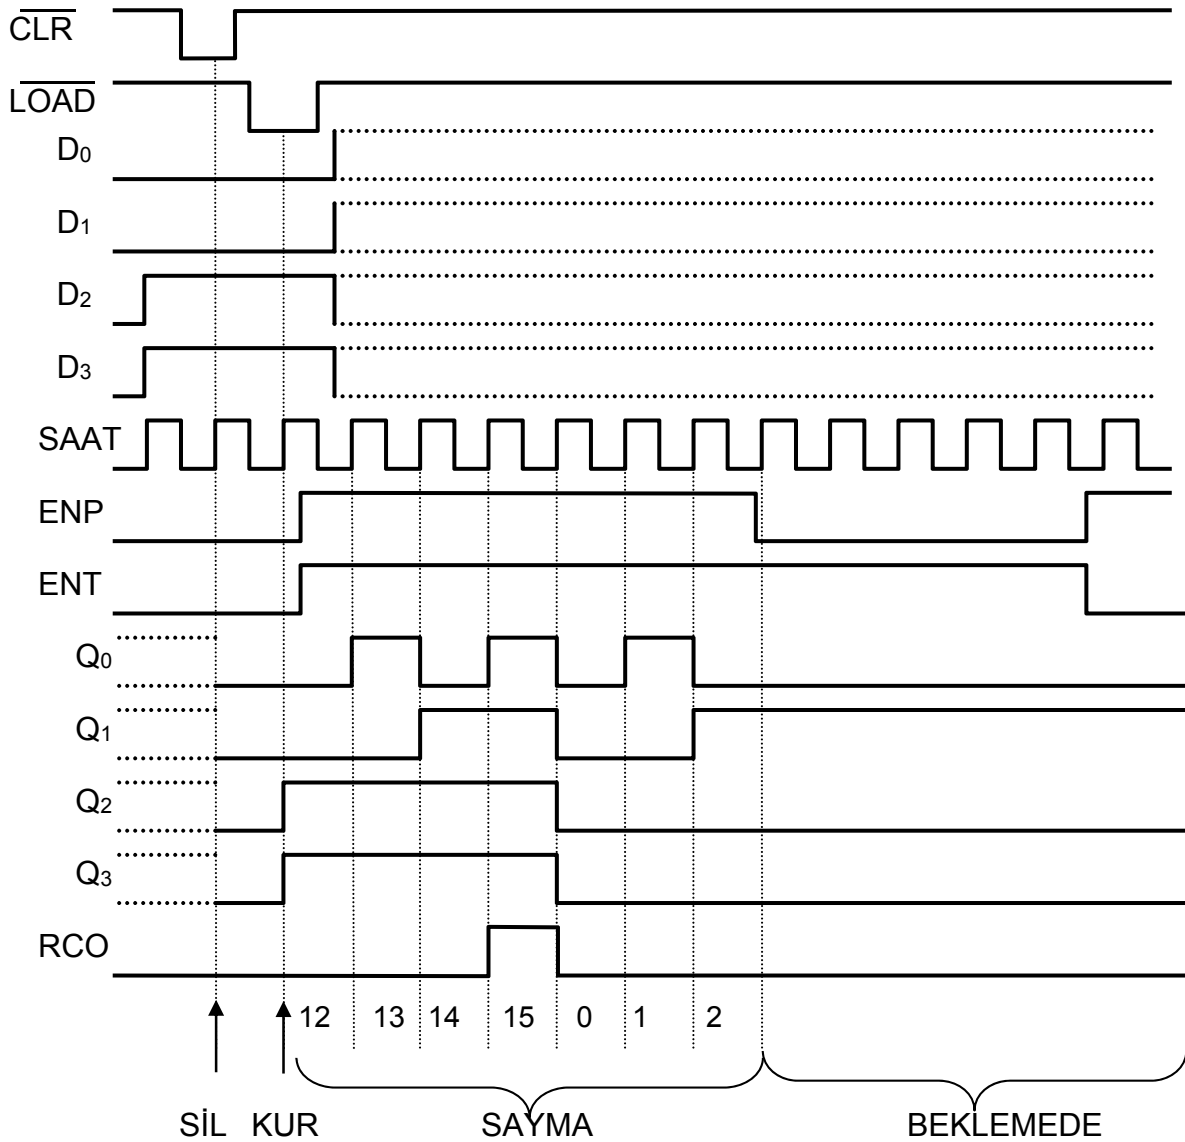 CLR
LOAD
D0
D1
D2
D3
SAAT
ENP
ENT
Q0
Q1
Q2
Q3
RCO
12 13 14 15 0 1 2
SİL KUR SAYMA BEKLEMEDE